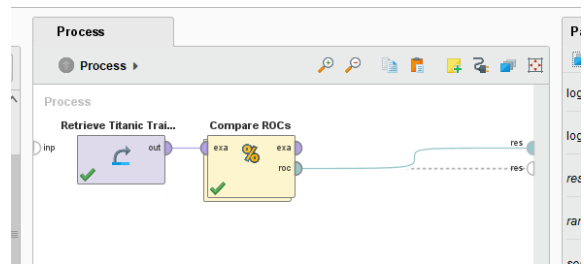 Process
Pa
Process
log
Process
Retrieve Titanic Trai...
Compare ROCs
inp
out
exa
exa
res
log
roc
res
res
ran